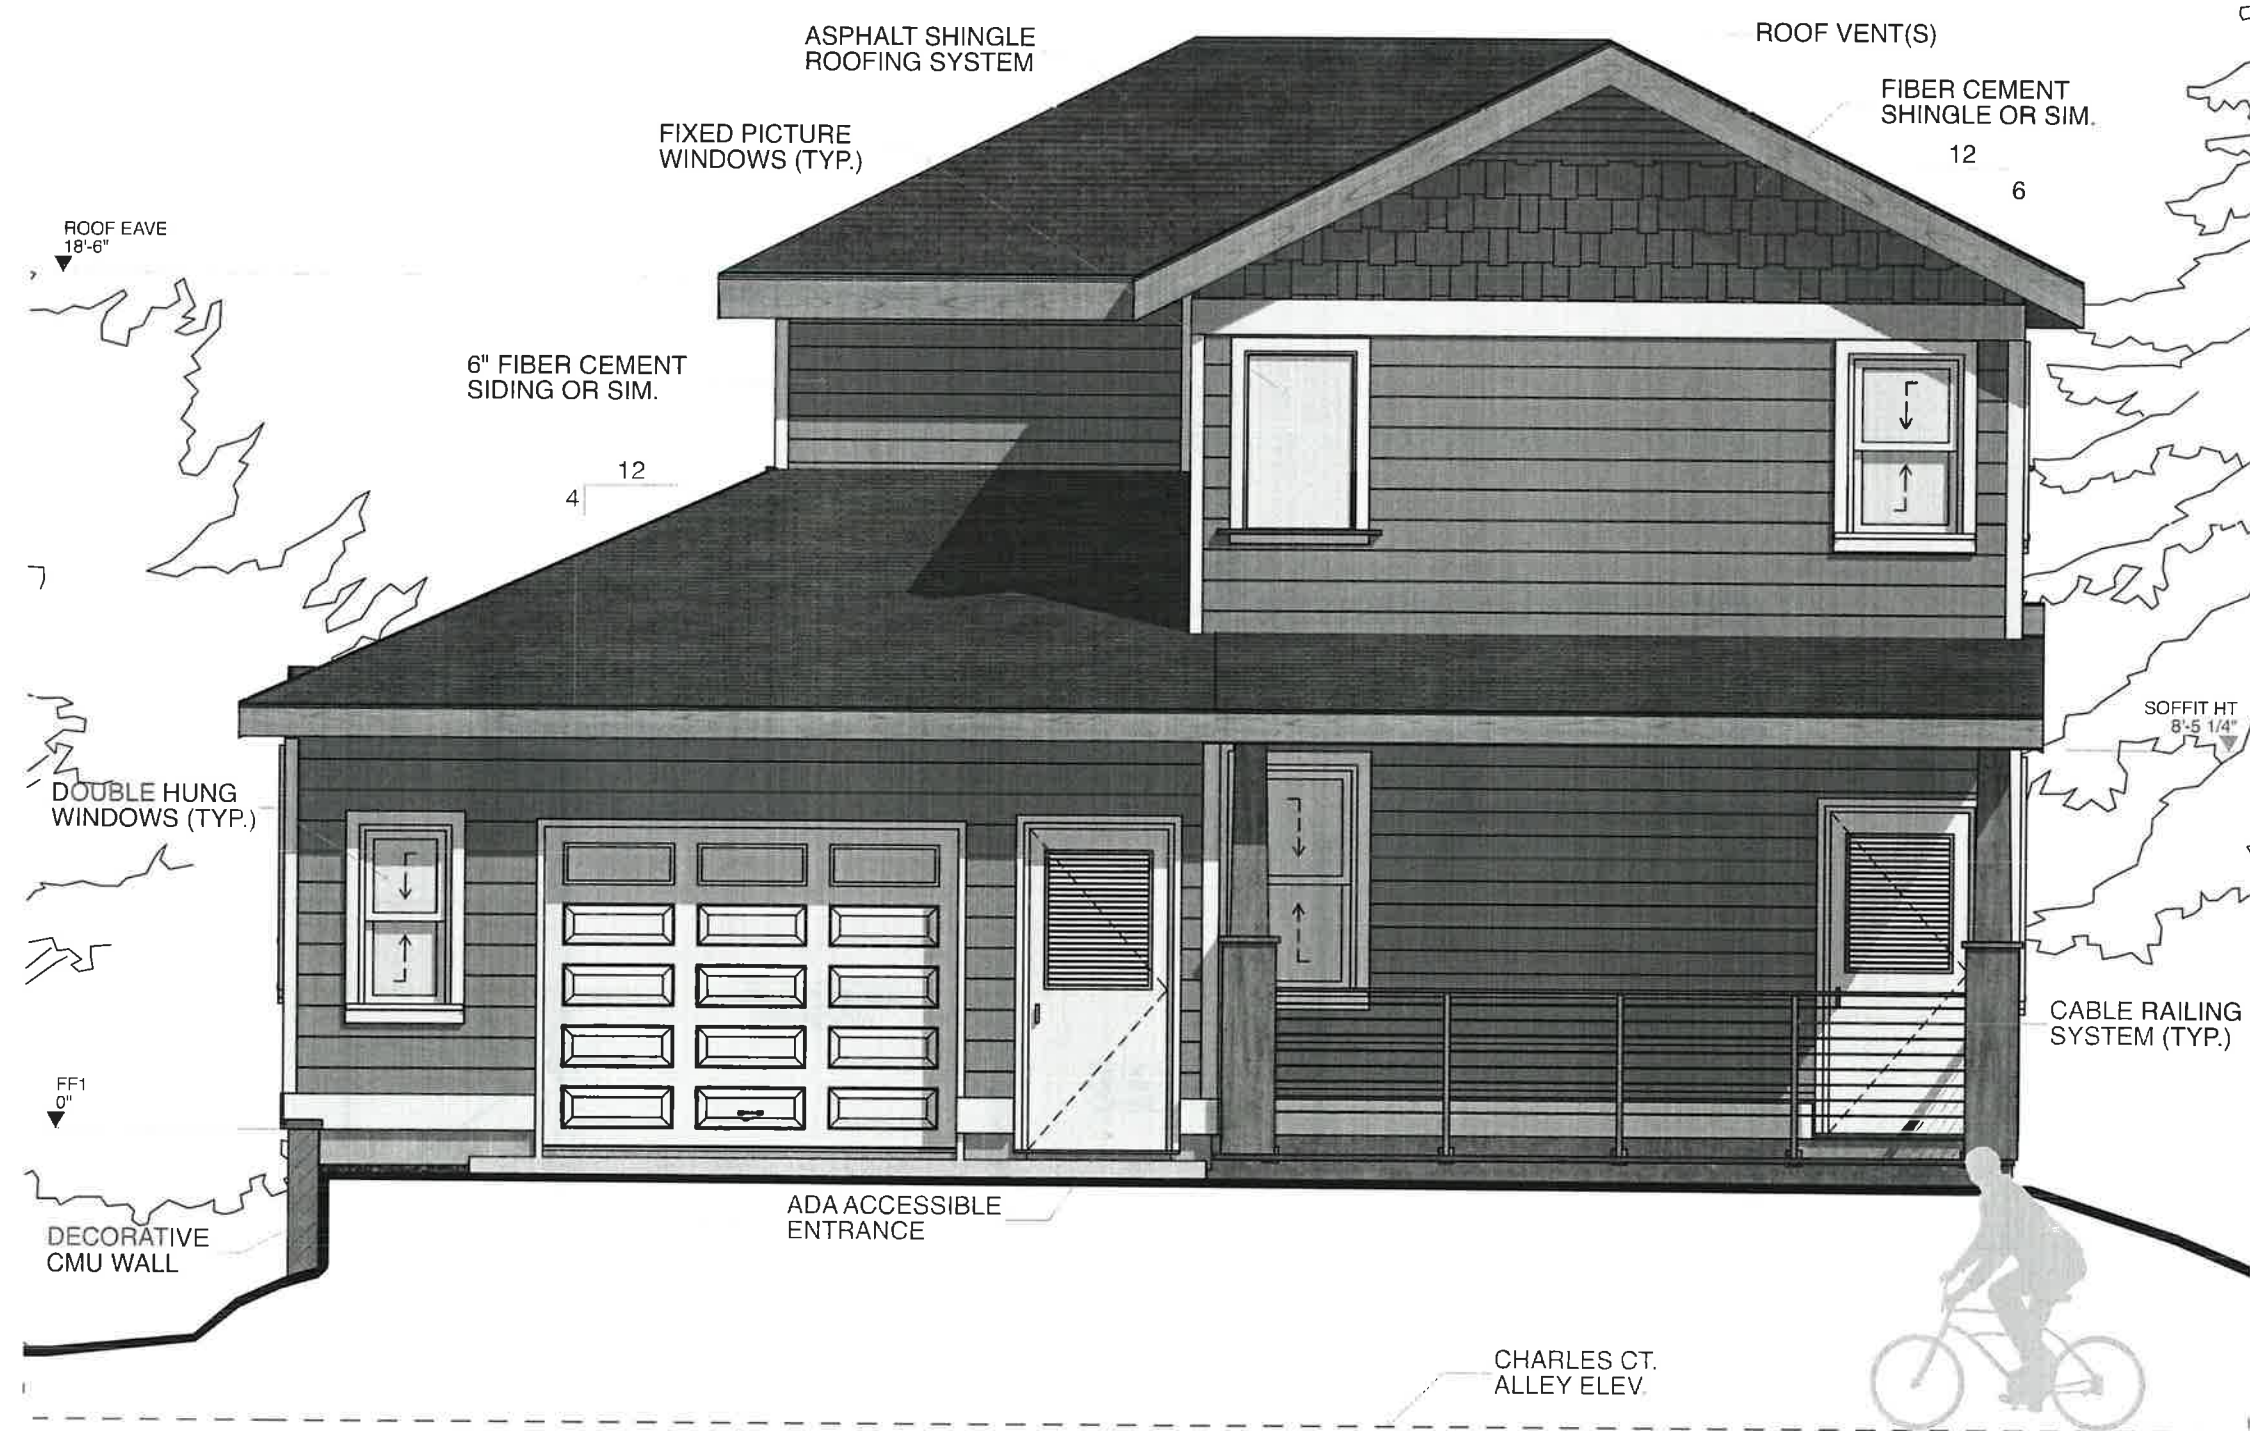 ASPHALT SHINGLE
ROOFING SYSTEM
ROOF VENT(S)
FIBER CEMENT
SHINGLE OR SIM.
12
6
FIXED PICTURE
WINDOWS (TYP.)
ROOF EAVE
18'-6"
6" FIBER CEMENT
SIDING OR SIM.
12
4
SOFFIT HT
8'-5 1/4"
DOUBLE HUNG
WINDOWS (TYP.)
CABLE RAILING
SYSTEM (TYP.)
FF1
0"
ADA ACCESSIBLE
ENTRANCE
DECORATIVE
CMU WALL
CHARLES CT.
ALLEY ELEV.